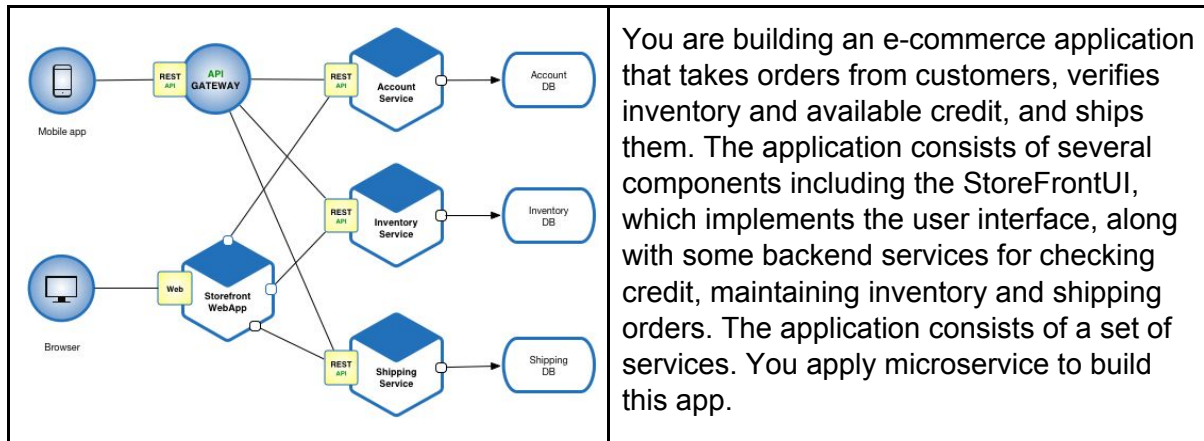 Mobile app
REST
API
API
GATEWAY
REST
API
Account
Service
Account
DB
REST
API
Inventory
Service
Inventory
DB
Browser
Web
Storefront
WebApp
REST
API
Shipping
Service
Shipping
DB
You are building an e-commerce application
that takes orders from customers, verifies
inventory and available credit, and ships
them. The application consists of several
components including the StoreFrontUI,
which implements the user interface, along
with some backend services for checking
credit, maintaining inventory and shipping
orders. The application consists of a set of
services. You apply microservice to build
this app.